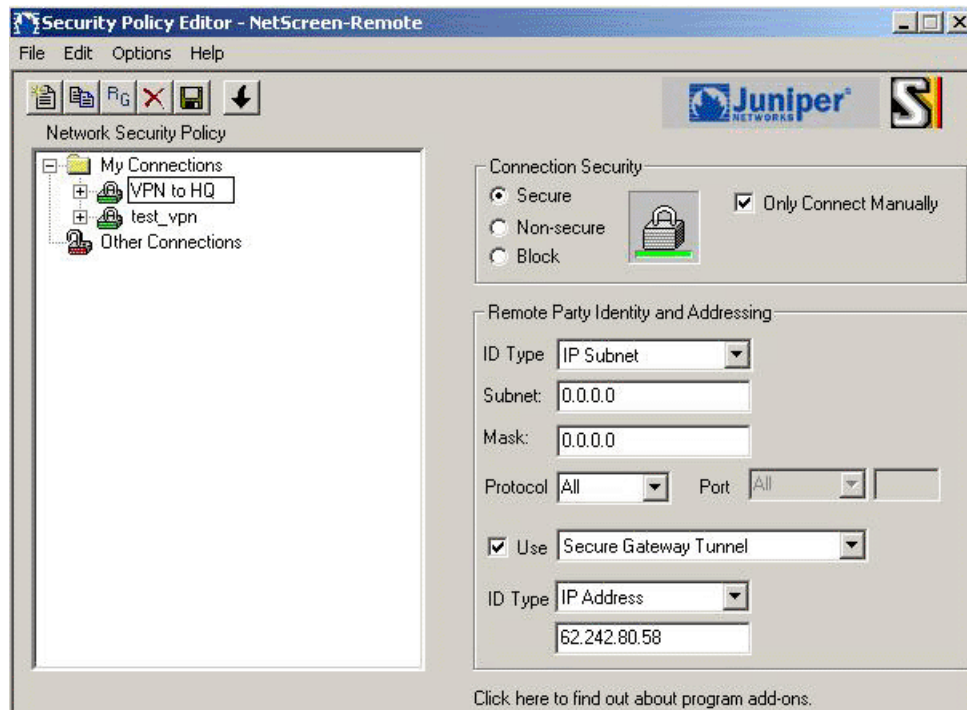 Security Policy Editor - NetScreen-Remote
File Edit Options Help
RG
Juniper
NETWORKS
S
Network Security Policy
My Connections
VPN to HQ
test_vpn
Other Connections
Connection Security
Secure
Non-secure
Block
Only Connect Manually
Remote Party Identity and Addressing
ID Type IP Subnet
Subnet: 0.0.0.0
Mask: 0.0.0.0
Protocol All Port All
Use Secure Gateway Tunnel
ID Type IP Address
62.242.80.58
Click here to find out about program add-ons.